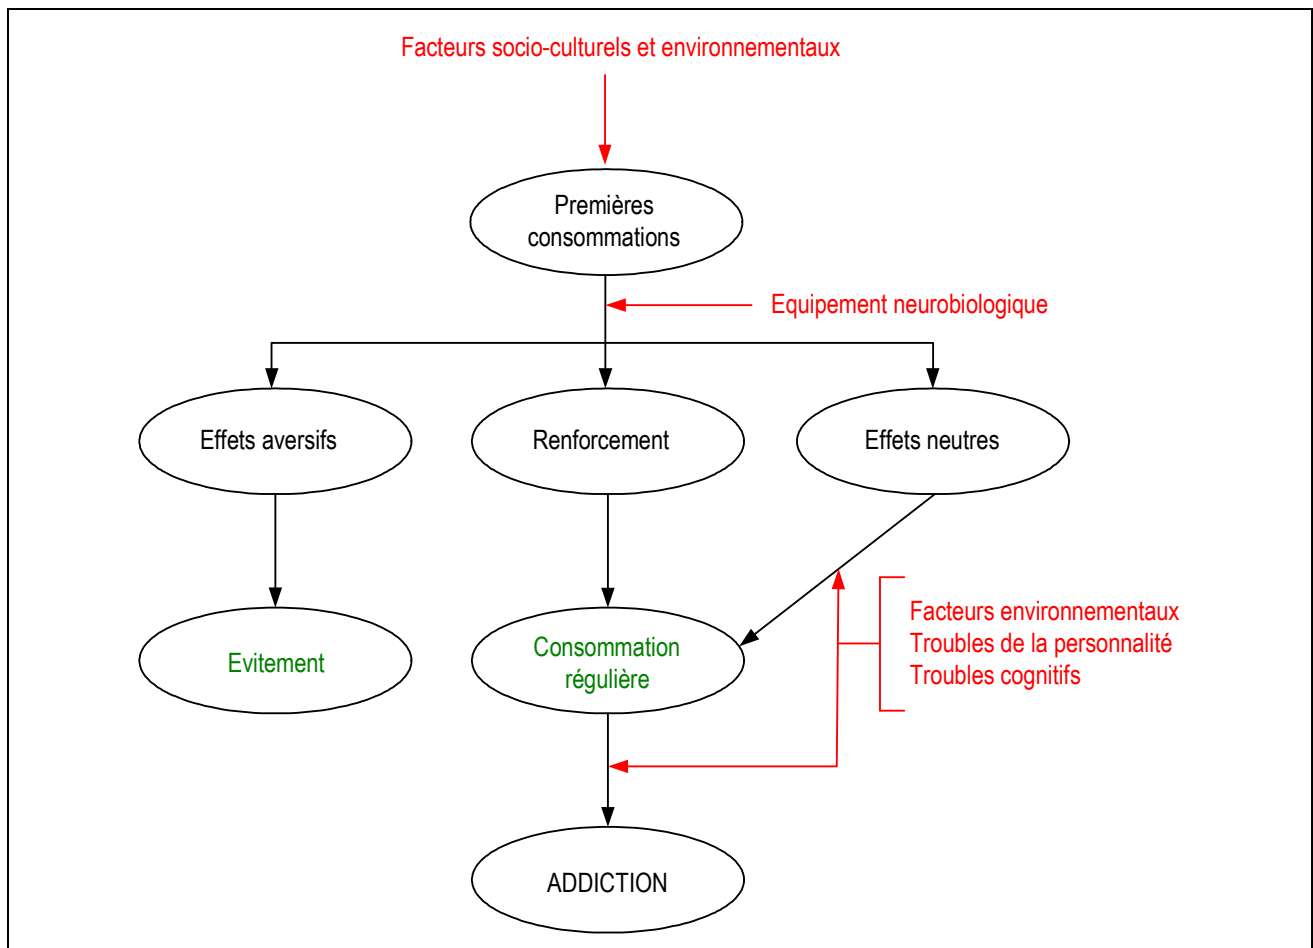 Facteurs socio-culturels et environnementaux
Premières
consommations
Equipement neurobiologique
Effets aversifs
Renforcement
Effets neutres
Evitement
Consommation
régulière
Facteurs environnementaux
Troubles de la personnalité
Troubles cognitifs
ADDICTION